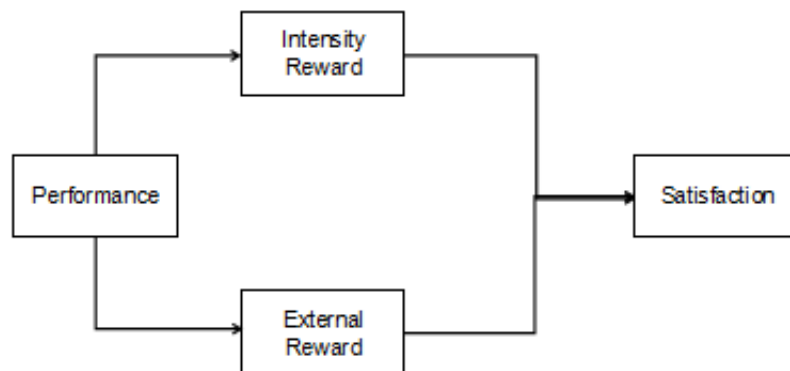 Intensity
Reward
Performance
Satisfaction
External
Reward